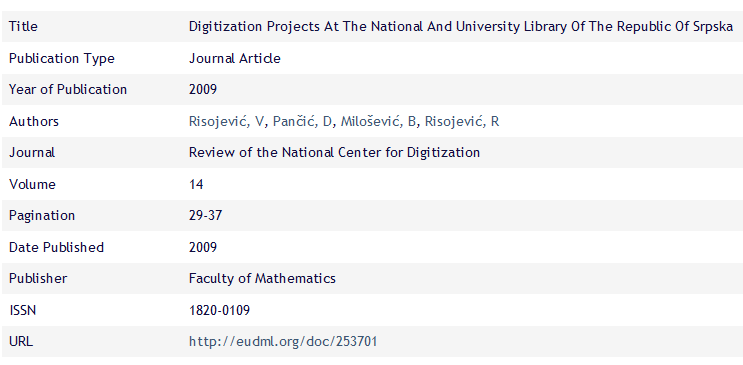 Title Digitization Projects At The National And University Library Of The Republic Of Srpska
Publication Type Journal Article
Year of Publication 2009
Authors Risojević, V, Pančić, D, Milošević, B, Risojević, R
Journal Review of the National Center for Digitization
Volume 14
Pagination 29-37
Date Published 2009
Publisher Faculty of Mathematics
ISSN 1820-0109
URL http://eudml.org/doc/253701